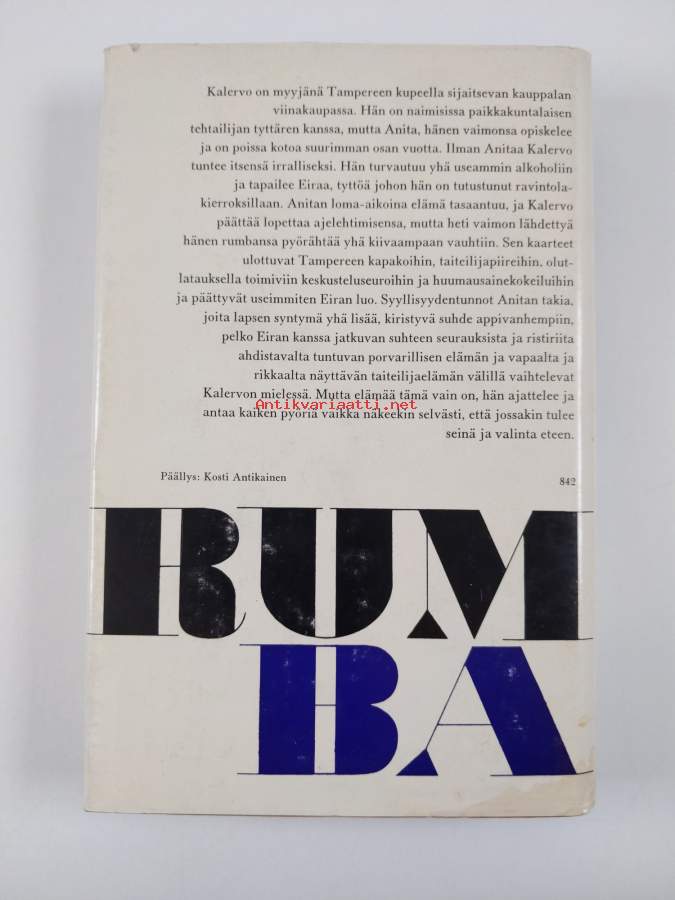 Kalervo on myyjänä Tampereen kupeella sijaitsevan kauppalan
viinakaupassa. Hän on naimisissa paikkakuntalaisen
tehtailijan tyttären kanssa, mutta Anita, hänen vaimonsa opiskelee
ja on poissa kotoa suurimman osan vuotta. Ilman Anitaa Kalervo
tuntee itsensä irralliseksi. Hän turvautuu yhä useammin alkoholiin
ja tapailee Eiraa, tyttöä johon hän on tutustunut ravintola-
kierroksillaan. Anitan loma-aikoina elämä tasaantuu, ja Kalervo
päättää lopettaa ajelehtimisensa, mutta heti vaimon lähdettyä
hänen rumbansa pyörähtää yhä kiivaampaan vauhtiin. Sen kaarteet
ulottuvat Tampereen kapakoihin, taiteilijapiireihin, olut-
latauksella toimiviin keskusteluseuroihin ja huumausainekokeiluihin
ja päättyvät useimmiten Eiran luo. Syyllisyydentunnot Anitan takia,
joita lapsen syntymä yhä lisää, kiristyvä suhde appivanhempiin,
pelko Eiran kanssa jatkuvan suhteen seurauksista ja ristiriita
ahdistavalta tuntuvan porvarillisen elämän ja vapaalta ja
rikkaalta näyttävän taiteilijaelämän välillä vaihtelevat
Kalervon mielessä. Mutta elämää tämä vain on, hän ajattelee ja
Antikvariaatti.net
antaa kaiken pyöriä vaikka näkeekin selvästi, että jossakin tulee
seinä ja valinta eteen.
Päällys: Kosti Antikainen
842
RUM
BA